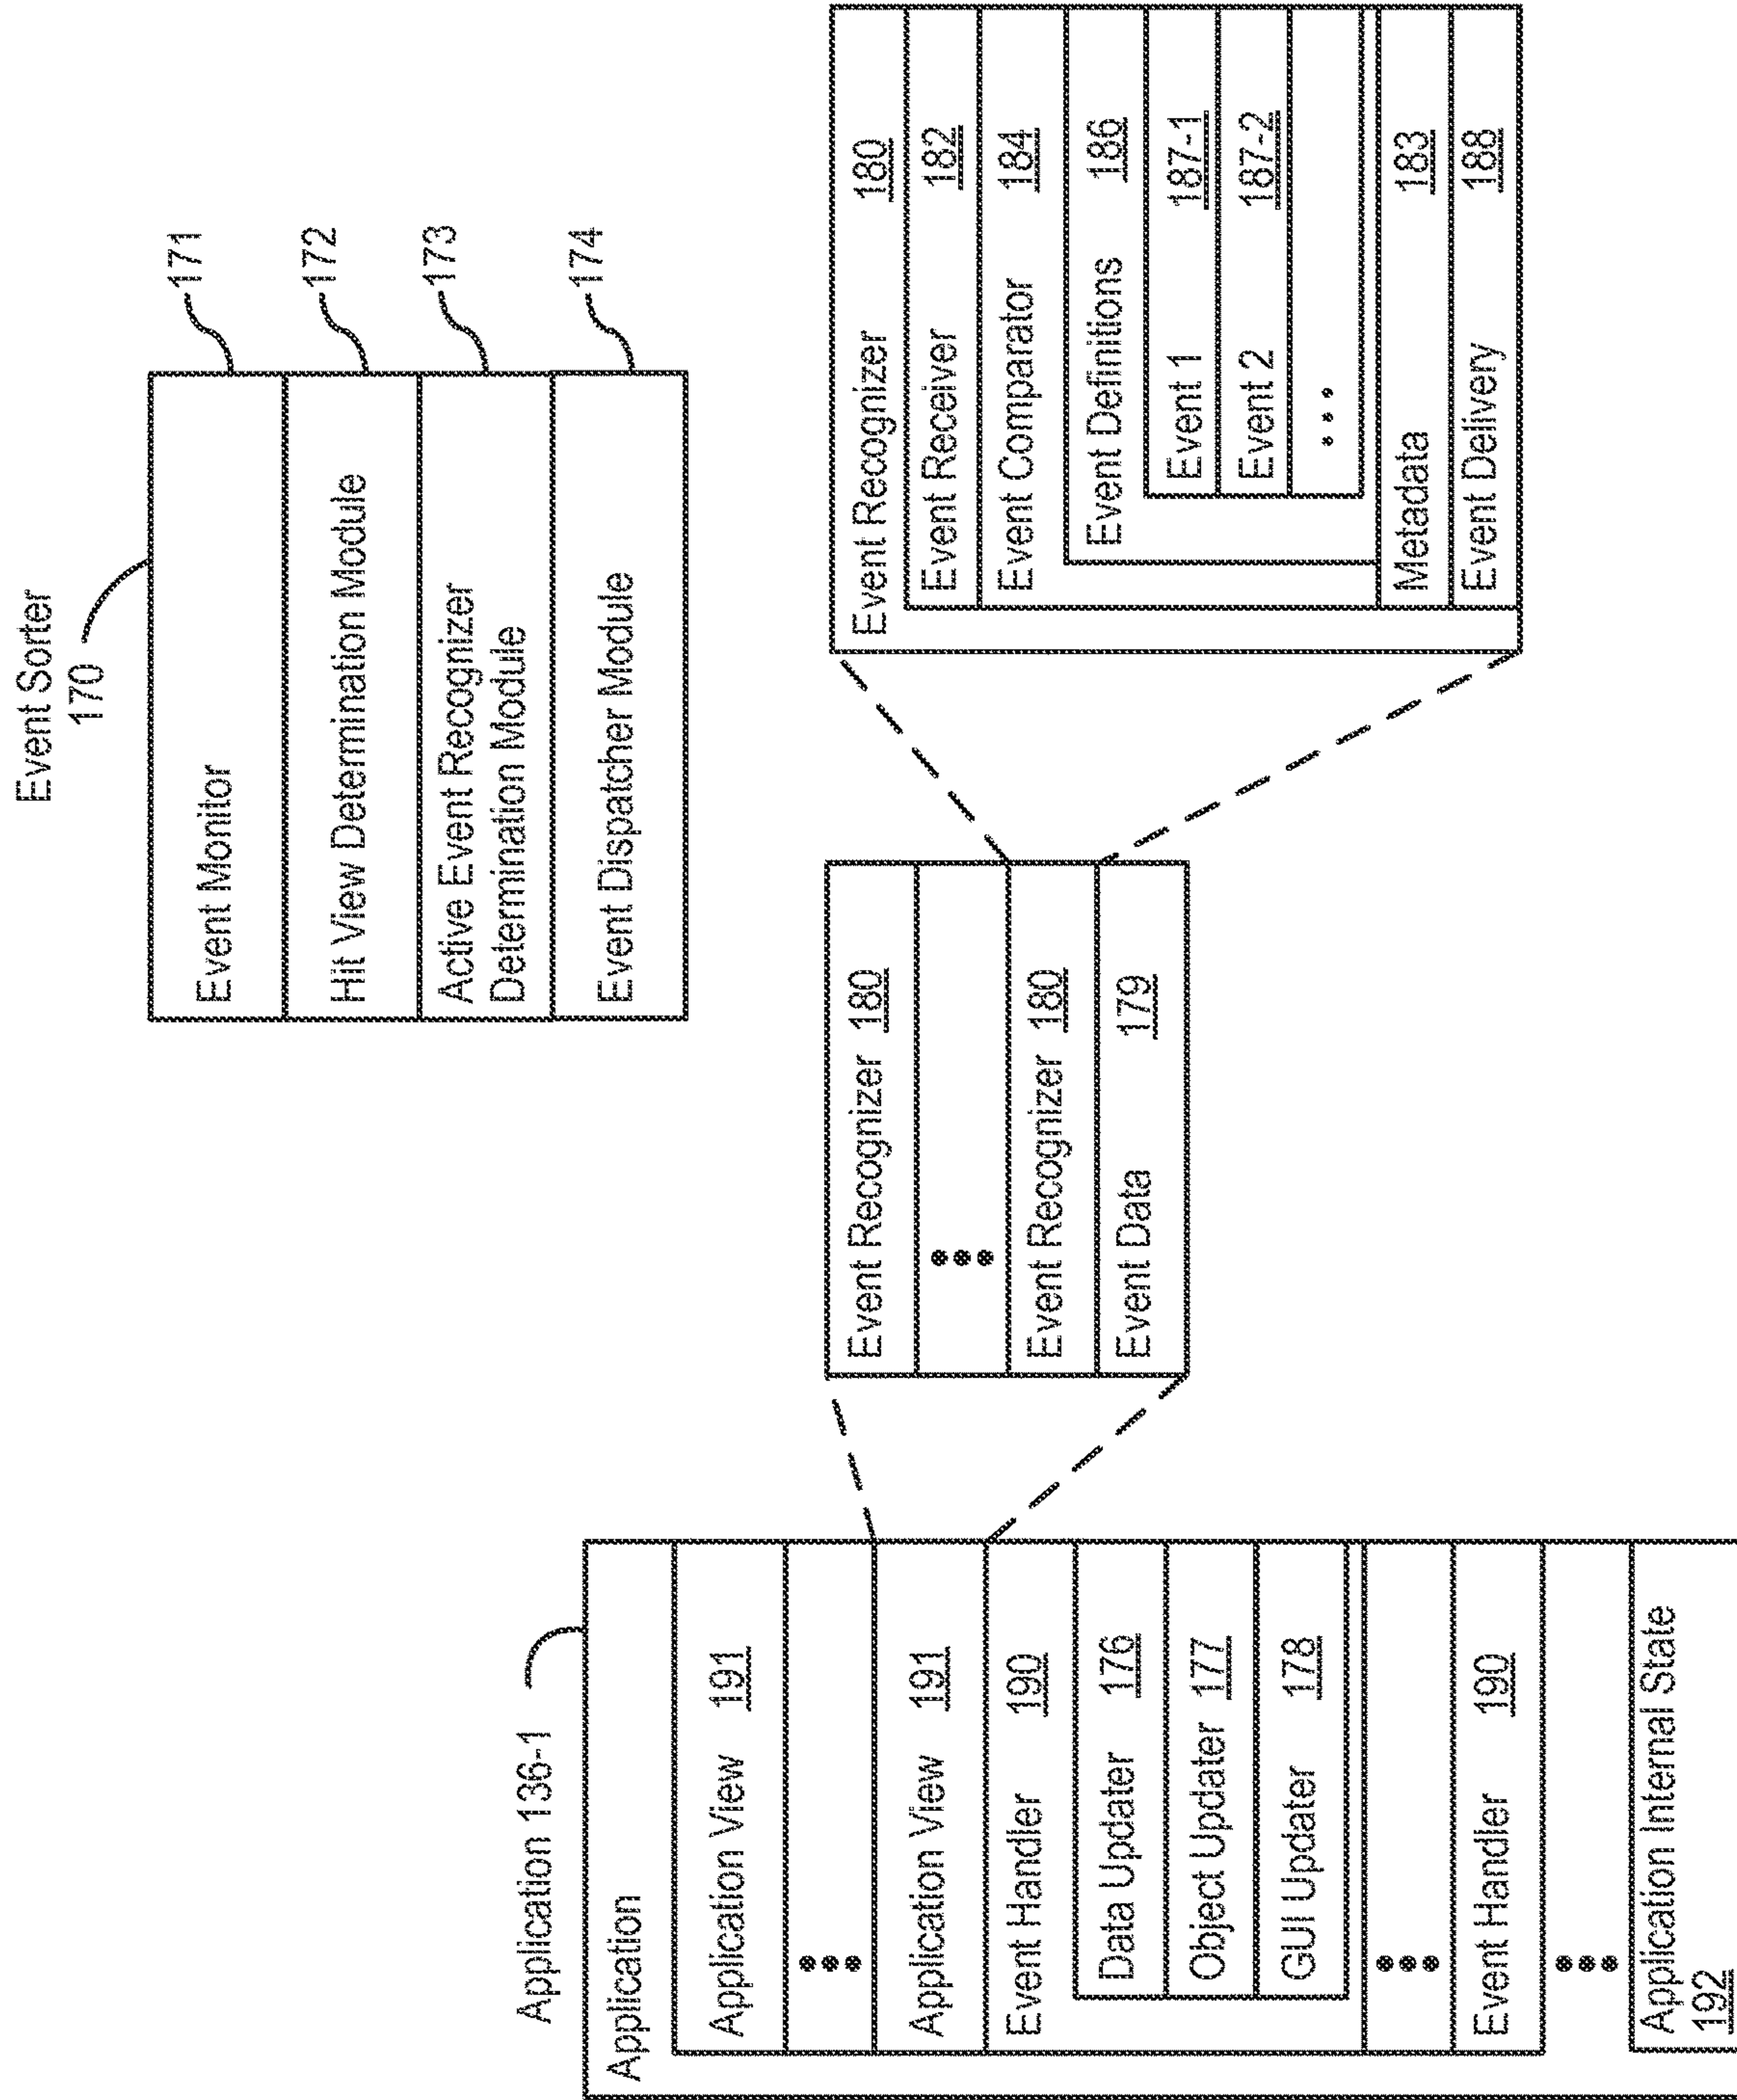 Event Sorter
170
Event Monitor
171
Hit View Determination Module
172
Active Event Recognizer
Determination Module
173
Event Dispatcher Module
174
Application 136-1
Application
Application View 191
Application View 191
Event Handler 190
Data Updater 176
Object Updater 177
GUI Updater 178
Event Handler 190
Application Internal State
192
Event Recognizer 180
Event Recognizer 180
Event Data 179
Event Recognizer 180
Event Receiver 182
Event Comparator 184
Event Definitions 186
Event 1 187-1
Event 2 187-2
Metadata 183
Event Delivery 188